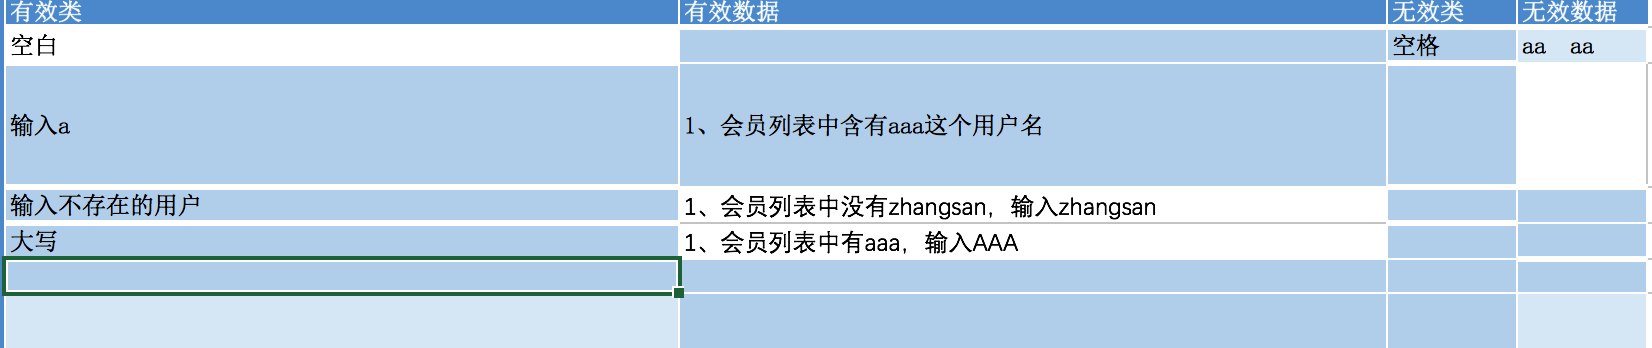 有效类 有效数据 无效类 无效数据
空白 空格 aa  aa
输入a 1、会员列表中含有aaa这个用户名
输入不存在的用户 1、会员列表中没有zhangsan，输入zhangsan
大写 1、会员列表中有aaa，输入AAA